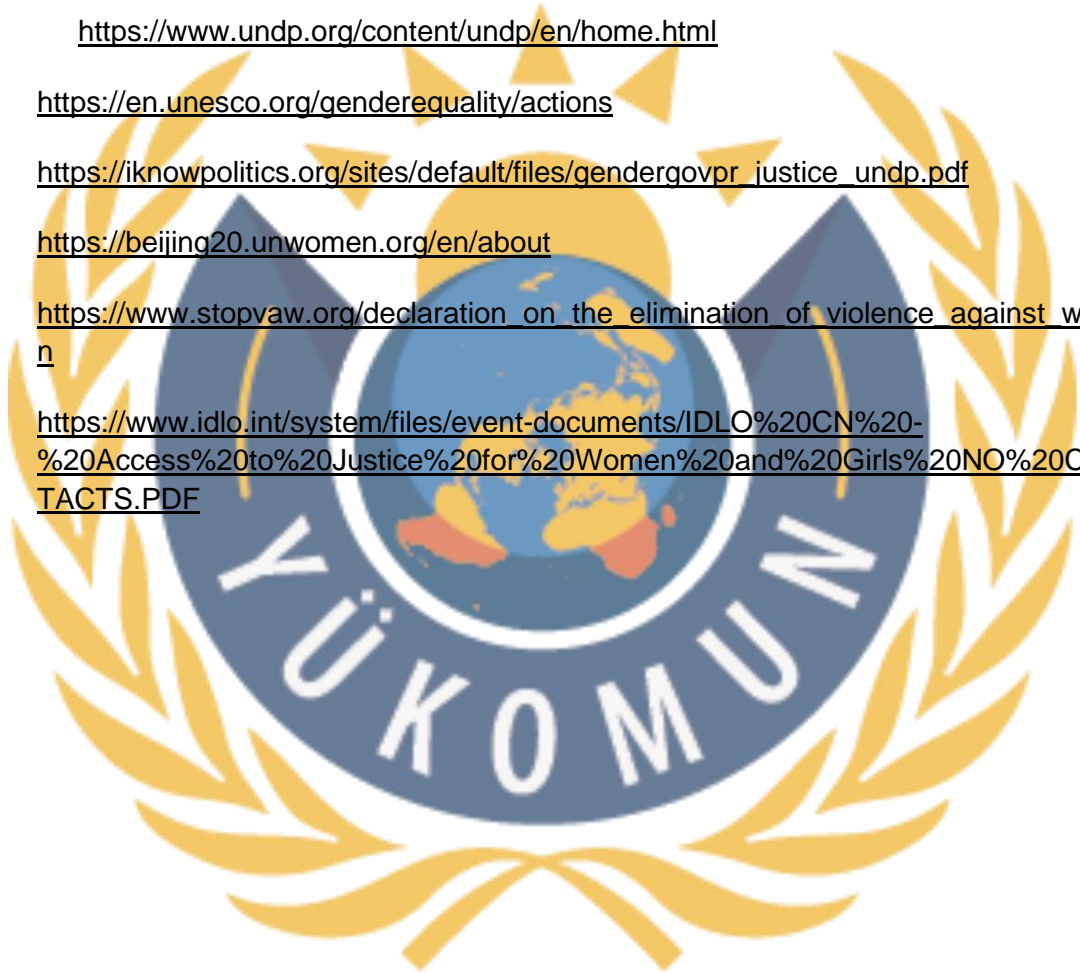 https://www.undp.org/content/undp/en/home.html
https://en.unesco.org/genderequality/actions
https://iknowpolitics.org/sites/default/files/gendergovpr_justice_undp.pdf
https://beijing20.unwomen.org/en/about
https://www.stopvaw.org/declaration_on_the_elimination_of_violence_against_w
n
https://www.idlo.int/system/files/event-documents/IDLO%20CN%20-
%20Access%20to%20Justice%20for%20Women%20and%20Girls%20NO%20C
TACTS.PDF
YÜKOMUN